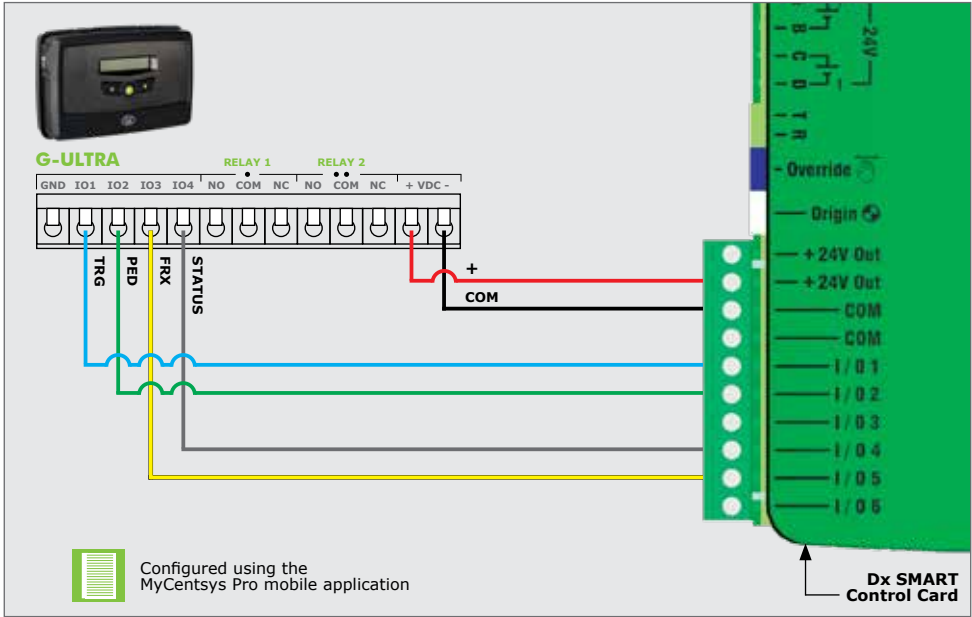 G-ULTRA
RELAY 1
RELAY 2
GND IO1 IO2 IO3 IO4 NO COM NC NO COM NC + VDC -
TRG
PED
FRX
STATUS
+
COM
B
24V
C
D
T
R
Override
Origin
+24V Out
+24V Out
COM
COM
I/O 1
I/O 2
I/O 3
I/O 4
I/O 5
I/O 6
Configured using the
MyCentsys Pro mobile application
Dx SMART
Control Card